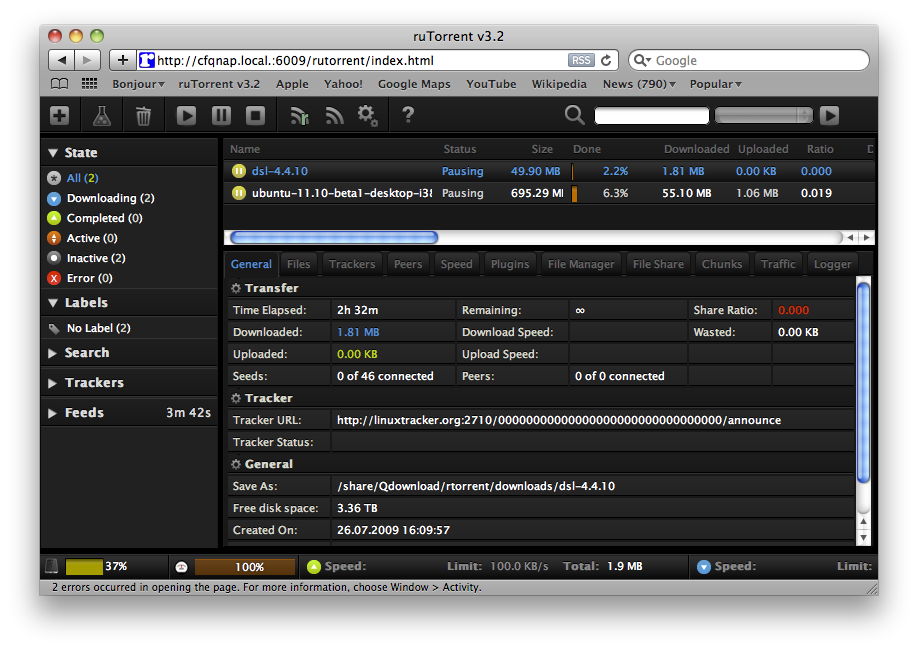 ruTorrent v3.2
http://cfqnap.local.:6009/rutorrent/index.html RSS Google
Bonjour ruTorrent v3.2 Apple Yahoo! Google Maps YouTube Wikipedia News (790) Popular
?
State
All (2)
Downloading (2)
Completed (0)
Active (0)
Inactive (2)
Error (0)
Labels
No Label (2)
Search
Trackers
Feeds 3m 42s
Name Status Size Done Downloaded Uploaded Ratio D
dsl-4.4.10 Pausing 49.90 MB 2.2% 1.81 MB 0.00 KB 0.000
ubuntu-11.10-beta1-desktop-i38 Pausing 695.29 MI 6.3% 55.10 MB 1.06 MB 0.019
General Files Trackers Peers Speed Plugins File Manager File Share Chunks Traffic Logger
Transfer
Time Elapsed: 2h 32m Remaining: ∞ Share Ratio: 0.000
Downloaded: 1.81 MB Download Speed: Wasted: 0.00 KB
Uploaded: 0.00 KB Upload Speed:
Seeds: 0 of 46 connected Peers: 0 of 0 connected
Tracker
Tracker URL: http://linuxtracker.org:2710/00000000000000000000000000000000/announce
Tracker Status:
General
Save As: /share/Qdownload/rtorrent/downloads/dsl-4.4.10
Free disk space: 3.36 TB
Created On: 26.07.2009 16:09:57
37% 100% Speed: Limit: 100.0 KB/s Total: 1.9 MB Speed: Limit:
2 errors occurred in opening the page. For more information, choose Window > Activity.